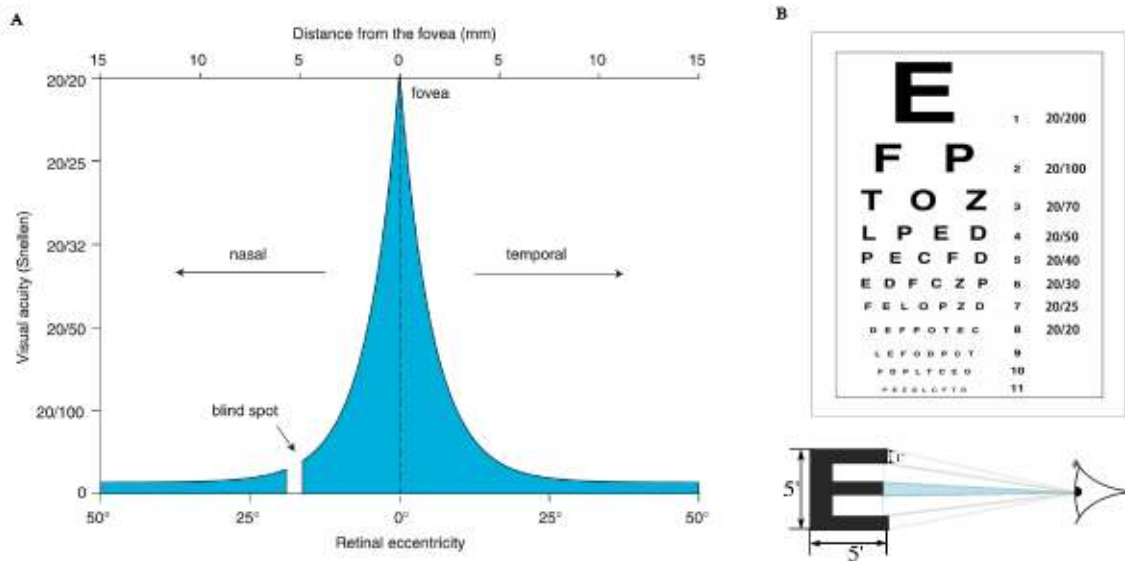 A
Distance from the fovea (mm)
15 10 5 0 5 10 15
20/20
fovea
20/25
20/32
nasal temporal
20/50
20/100
blind spot
0
Visual acuity (Snellen)
50° 25° 0° 25° 50°
Retinal eccentricity
B
E 1 20/200
F P 2 20/100
T O Z 3 20/70
L P E D 4 20/50
P E C F D 5 20/40
E D F C Z P 6 20/30
F E L O P Z D 7 20/25
D E F P O T E C 8 20/20
L E F O D P C T 9
10
11
1'
5'
5'